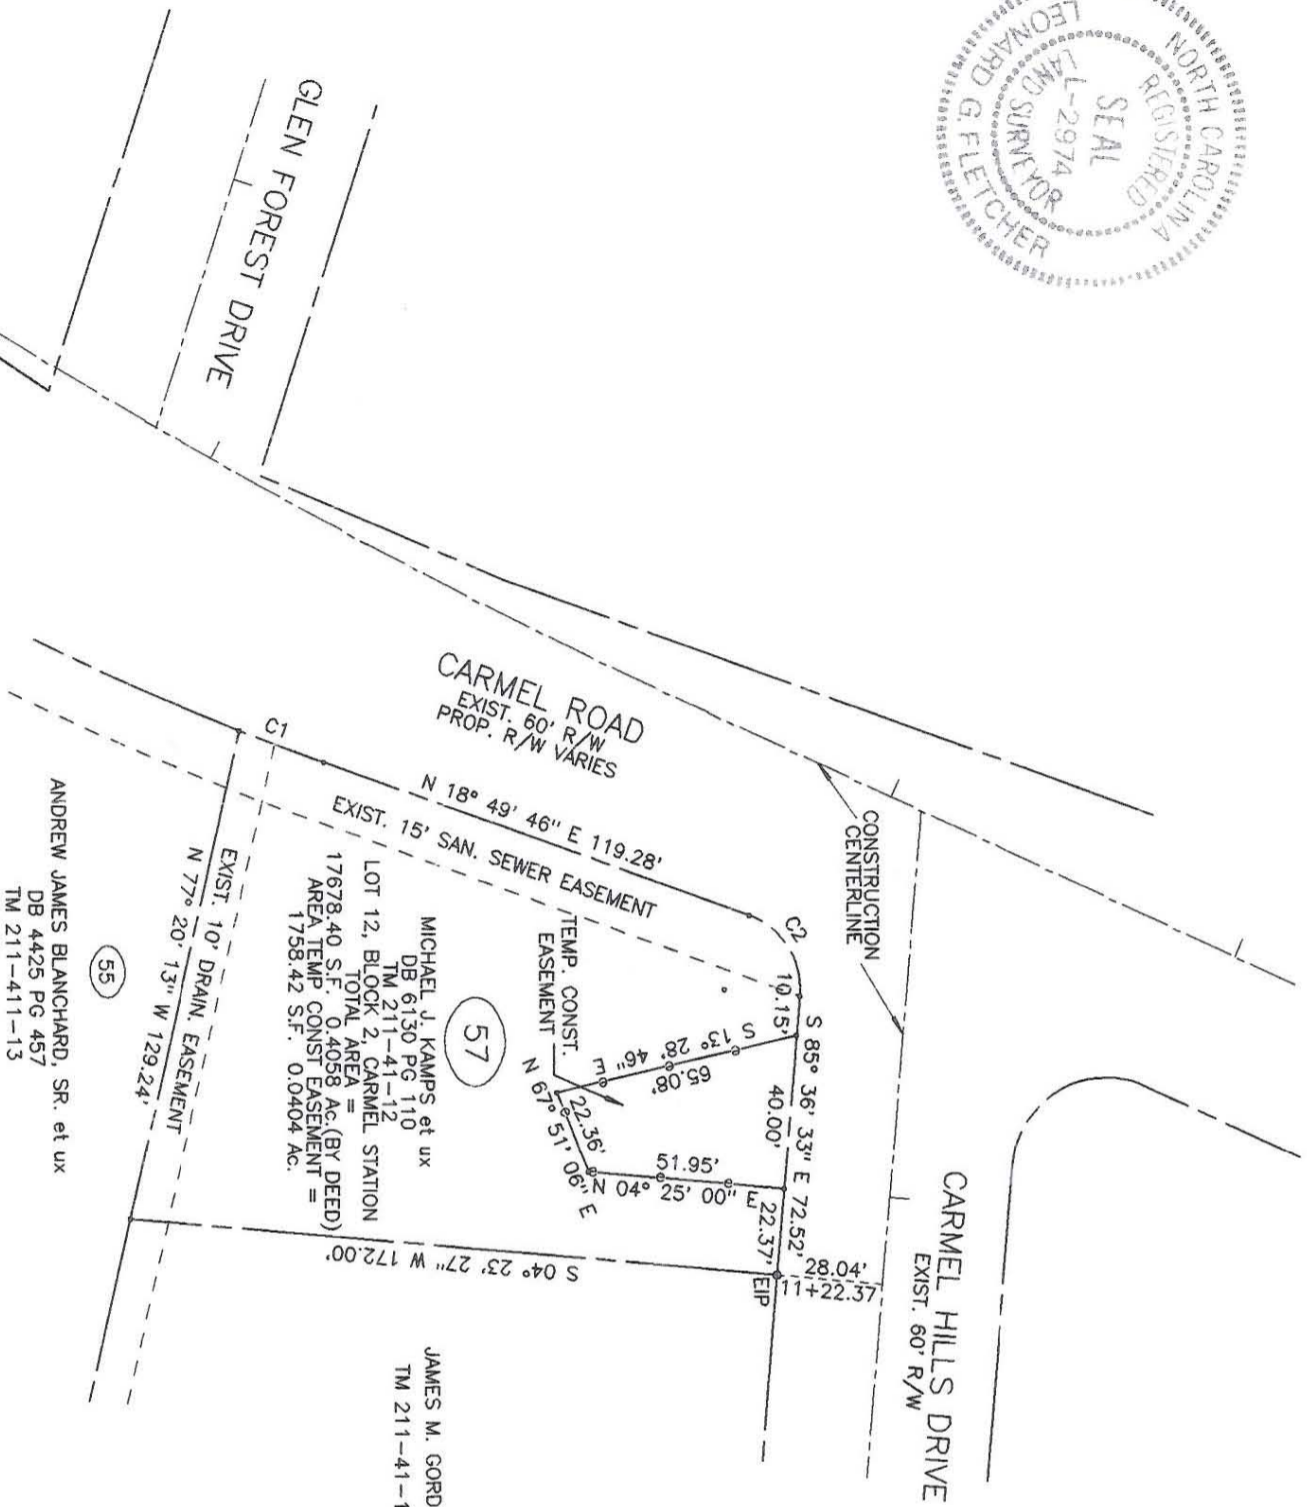 NORTH CAROLINA
REGISTERED
SEAL
L-2974
LAND SURVEYOR
LEONARD G. FLETCHER
GLEN FOREST DRIVE
CARMEL ROAD
EXIST. 60' R/W
PROP. R/W VARIES
CONSTRUCTION
CENTERLINE
CARMEL HILLS DRIVE
EXIST. 60' R/W
C1
N 18° 49' 46" E 119.28'
C2
EXIST. 15' SAN. SEWER EASEMENT
10.15'
S 85° 36' 33" E 72.52'
40.00'
22.37'
EIP
28.04'
11+22.37
S 13° 28' 46" E
65.08'
TEMP. CONST.
EASEMENT
22.36'
N 67° 51' 06" E
51.95'
N 04° 25' 00" E
57
MICHAEL J. KAMPS et ux
DB 6130 PG 110
TM 211-41-12
LOT 12, BLOCK 2, CARMEL STATION
TOTAL AREA =
17678.40 S.F. 0.4058 Ac.(BY DEED)
AREA TEMP CONST EASEMENT =
1758.42 S.F. 0.0404 Ac.
S 04° 23' 27" W 172.00'
EXIST. 10' DRAIN. EASEMENT
N 77° 20' 13" W 129.24'
55
ANDREW JAMES BLANCHARD, SR. et ux
DB 4425 PG 457
TM 211-411-13
JAMES M. GORD
TM 211-41-1